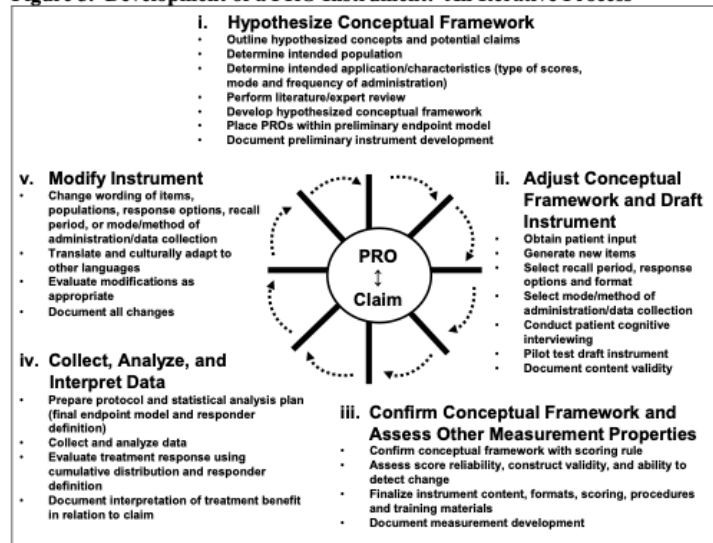 Figure 3. Development of a PRO Instrument: An Iterative Process
i. Hypothesize Conceptual Framework
· Outline hypothesized concepts and potential claims
· Determine intended population
· Determine intended application/characteristics (type of scores,
mode and frequency of administration)
· Perform literature/expert review
· Develop hypothesized conceptual framework
· Place PROs within preliminary endpoint model
· Document preliminary instrument development
ii. Adjust Conceptual
Framework and Draft
Instrument
· Obtain patient input
· Generate new items
· Select recall period, response
options and format
· Select mode/method of
administration/data collection
· Conduct patient cognitive
interviewing
· Pilot test draft instrument
· Document content validity
iii. Confirm Conceptual Framework and
Assess Other Measurement Properties
· Confirm conceptual framework with scoring rule
· Assess score reliability, construct validity, and ability to
detect change
· Finalize instrument content, formats, scoring, procedures
and training materials
· Document measurement development
iv. Collect, Analyze, and
Interpret Data
· Prepare protocol and statistical analysis plan
(final endpoint model and responder
definition)
· Collect and analyze data
· Evaluate treatment response using
cumulative distribution and responder
definition
· Document interpretation of treatment benefit
in relation to claim
v. Modify Instrument
· Change wording of items,
populations, response options, recall
period, or mode/method of
administration/data collection
· Translate and culturally adapt to
other languages
· Evaluate modifications as
appropriate
· Document all changes
PRO
↕
Claim